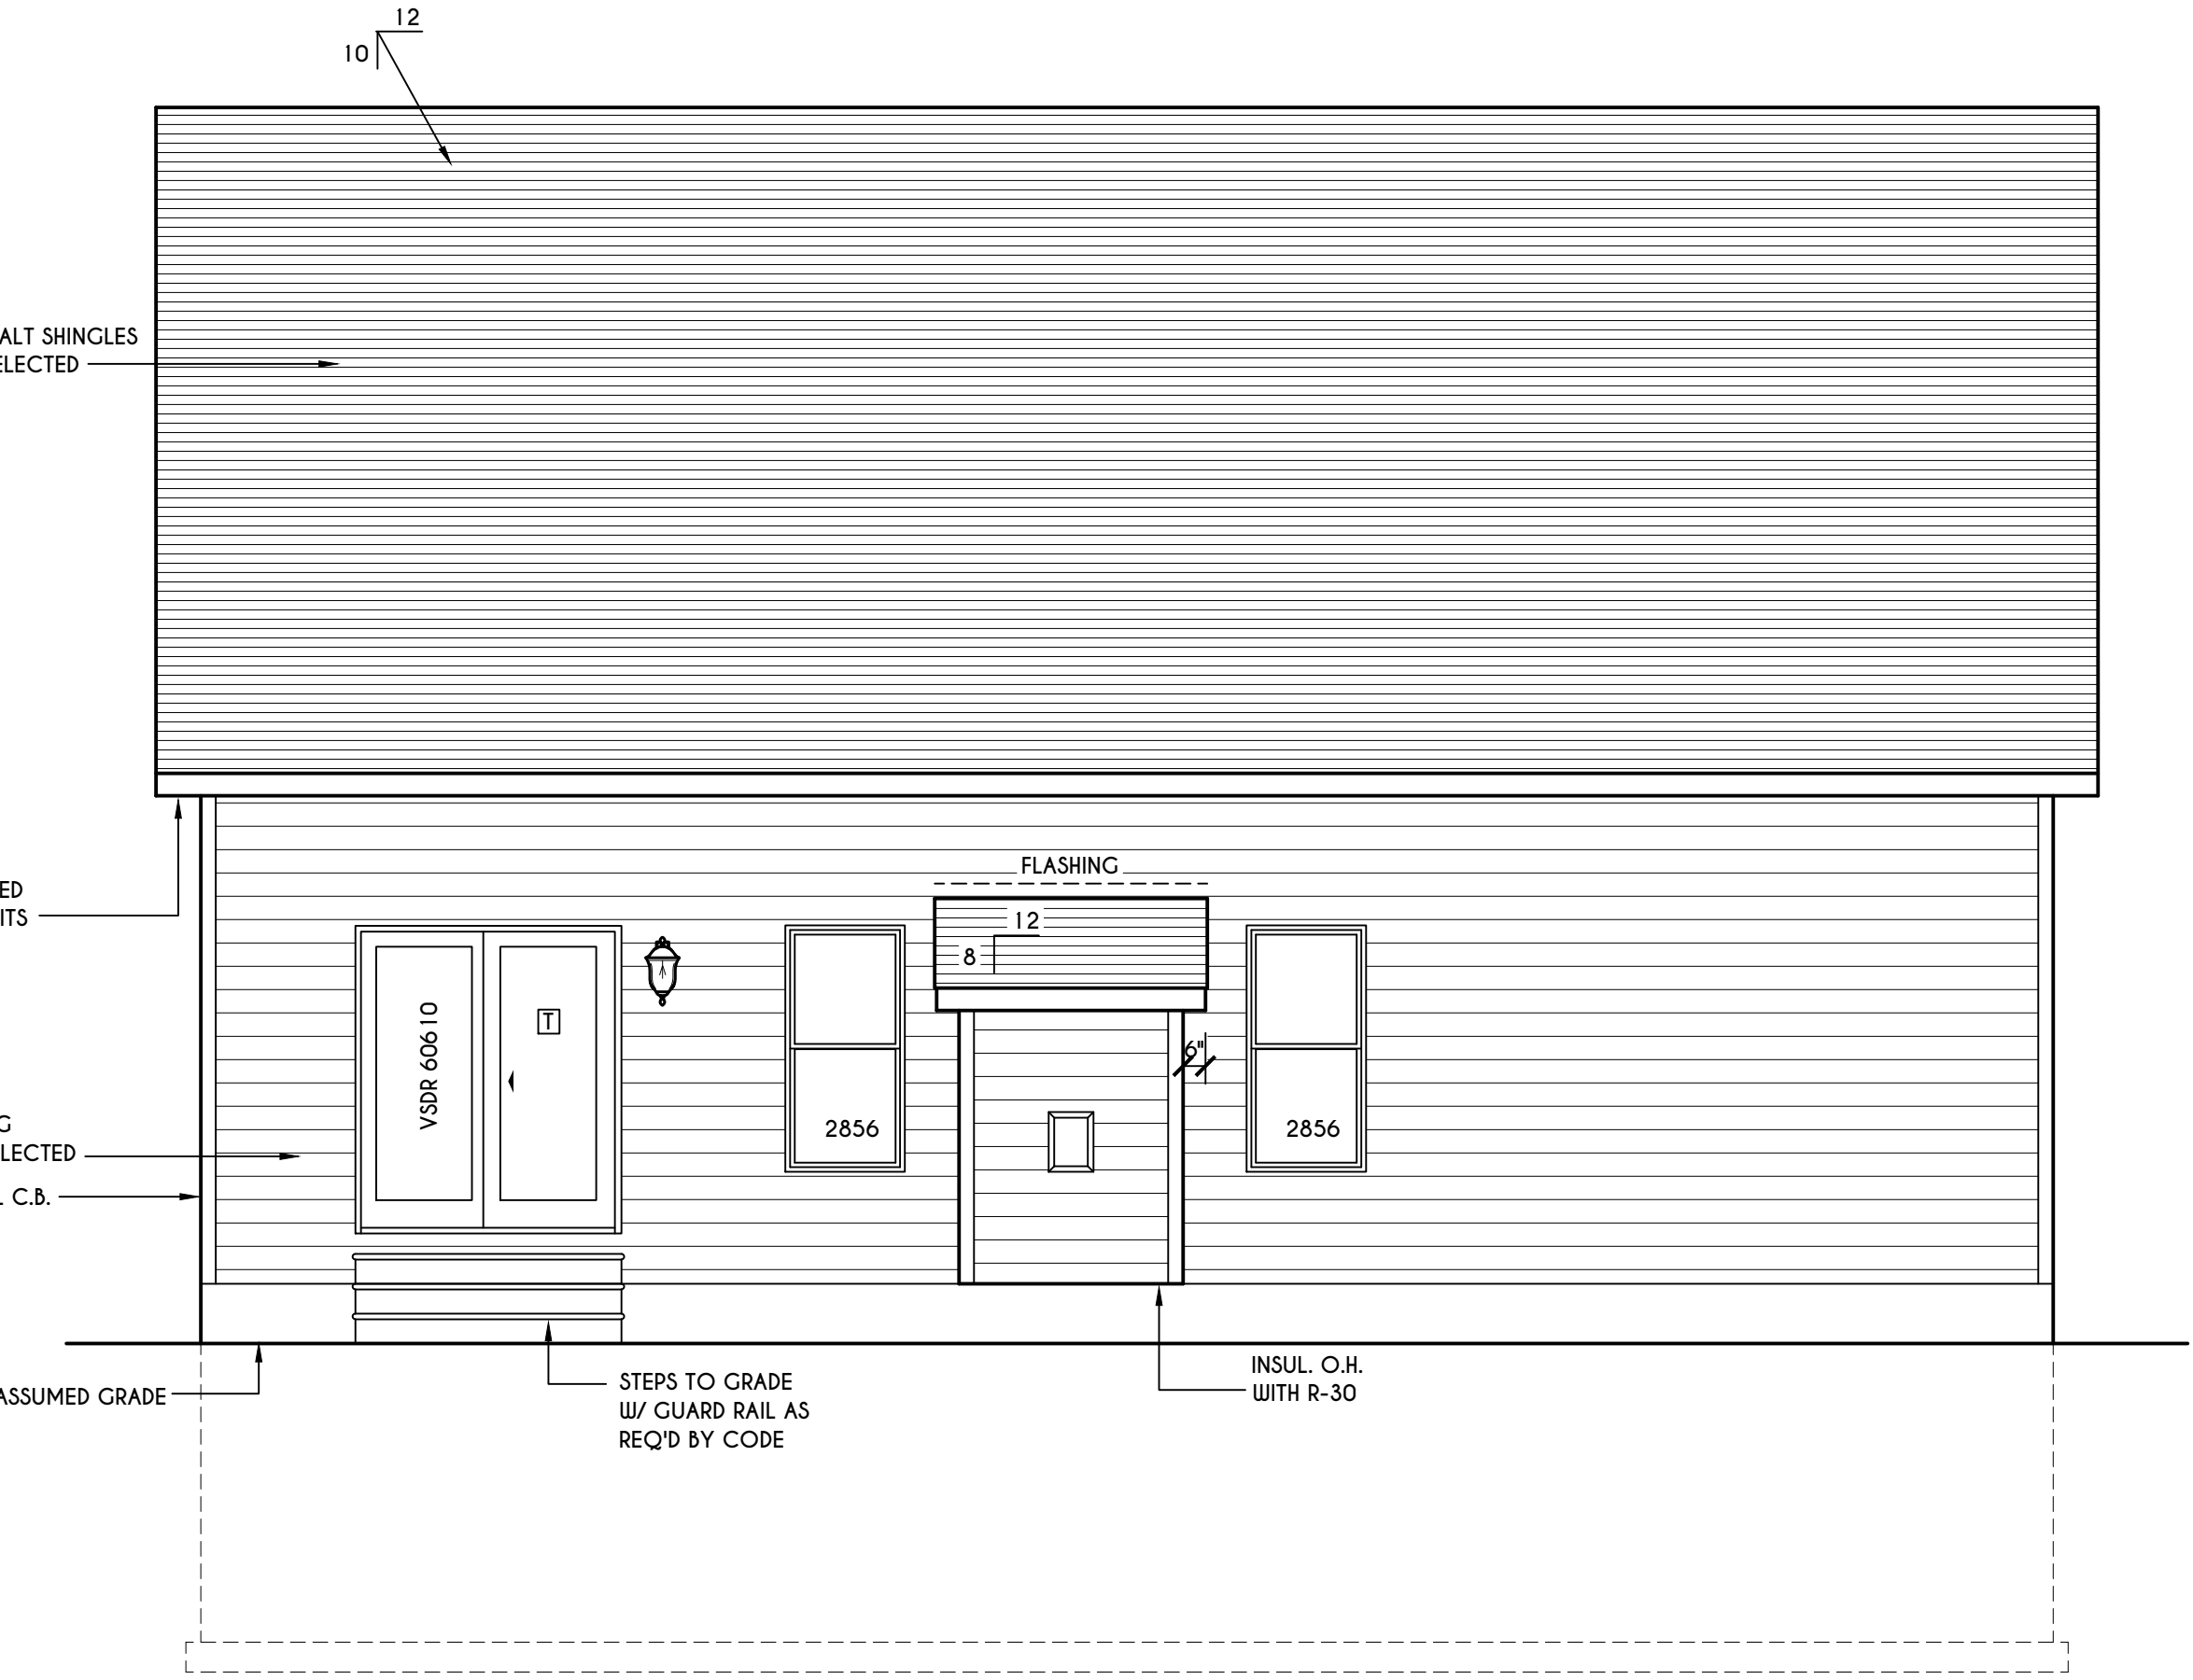 12
10
ALT SHINGLES
ELECTED
FLASHING
12
8
ED
ITS
VSDR 60610
T
6"
2856
2856
G
LECTED
C.B.
ASSUMED GRADE
STEPS TO GRADE
W/ GUARD RAIL AS
REQ'D BY CODE
INSUL. O.H.
WITH R-30